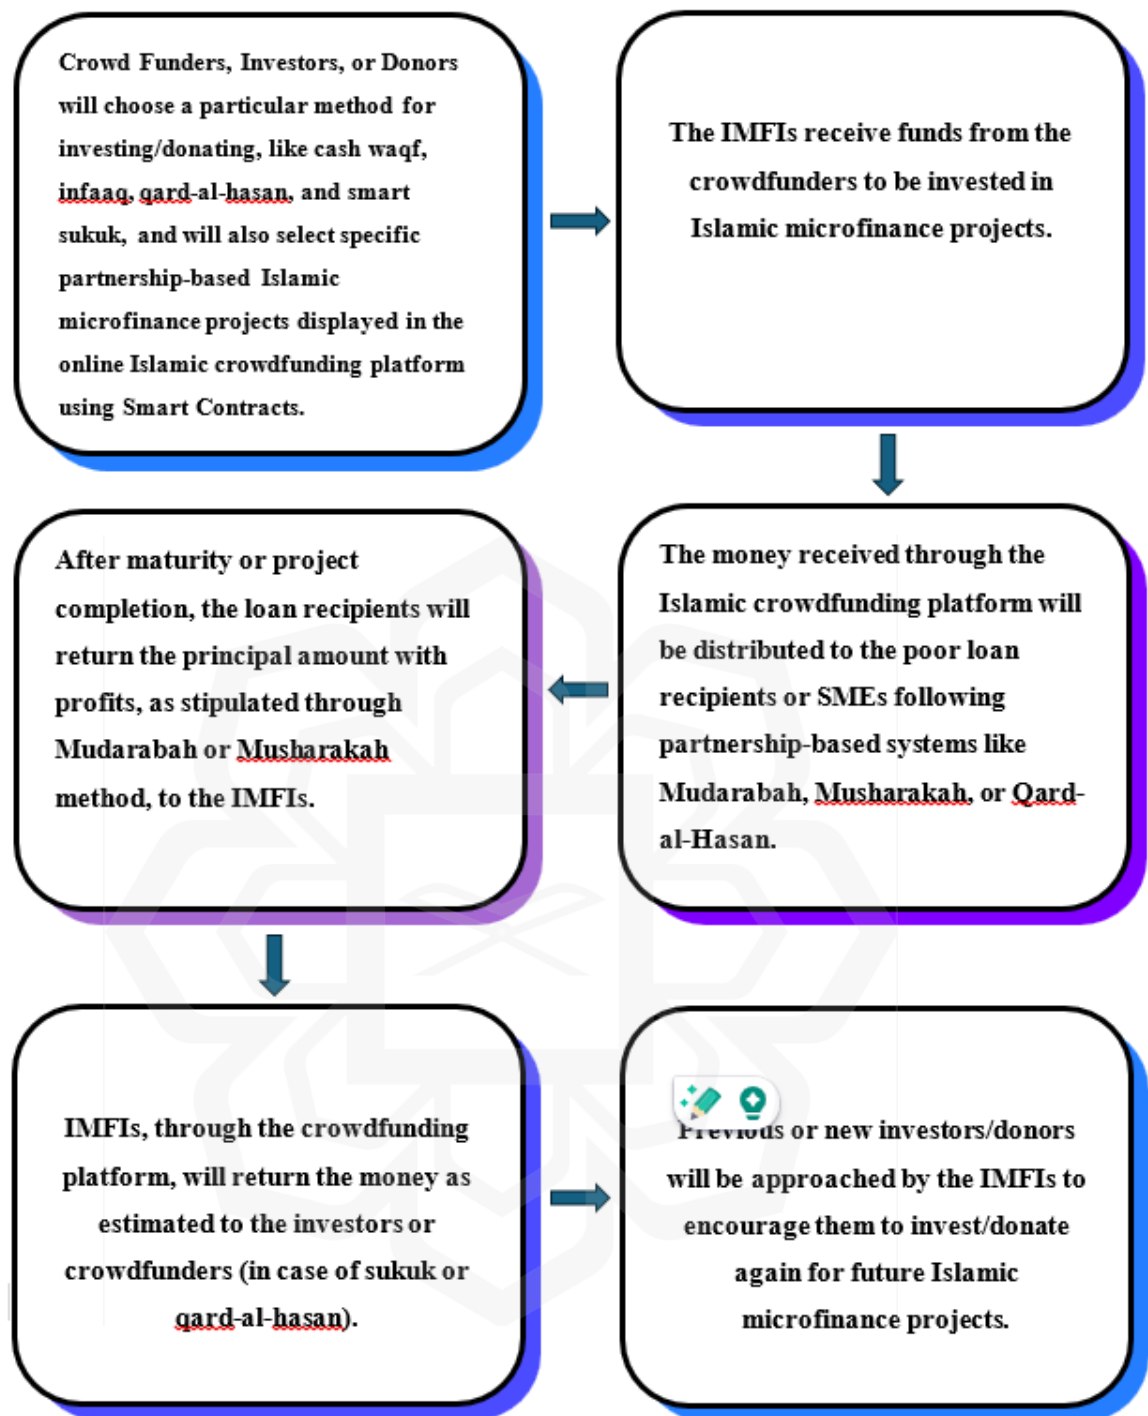 Crowd Funders, Investors, or Donors
will choose a particular method for
investing/donating, like cash waqf,
infaaq, qard-al-hasan, and smart
sukuk, and will also select specific
partnership-based Islamic
microfinance projects displayed in the
online Islamic crowdfunding platform
using Smart Contracts.
The IMFIs receive funds from the
crowdfunders to be invested in
Islamic microfinance projects.
The money received through the
Islamic crowdfunding platform will
be distributed to the poor loan
recipients or SMEs following
partnership-based systems like
Mudarabah, Musharakah, or Qard-
al-Hasan.
After maturity or project
completion, the loan recipients will
return the principal amount with
profits, as stipulated through
Mudarabah or Musharakah
method, to the IMFIs.
IMFIs, through the crowdfunding
platform, will return the money as
estimated to the investors or
crowdfunders (in case of sukuk or
qard-al-hasan).
Previous or new investors/donors
will be approached by the IMFIs to
encourage them to invest/donate
again for future Islamic
microfinance projects.